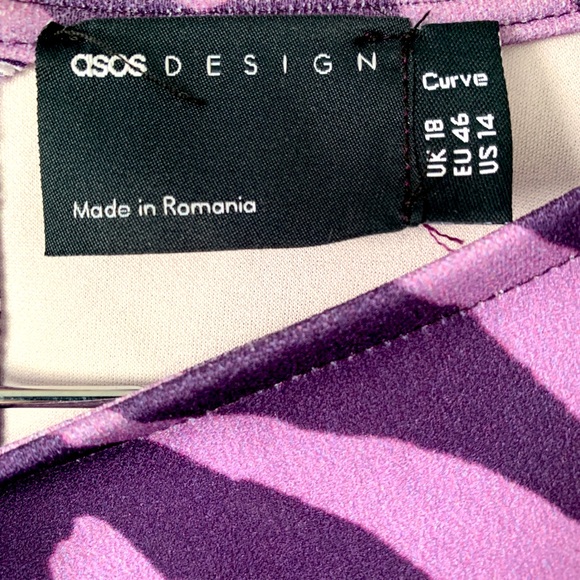 asos DESIGN
Made in Romania
Curve
UK 18
EU 46
US 14